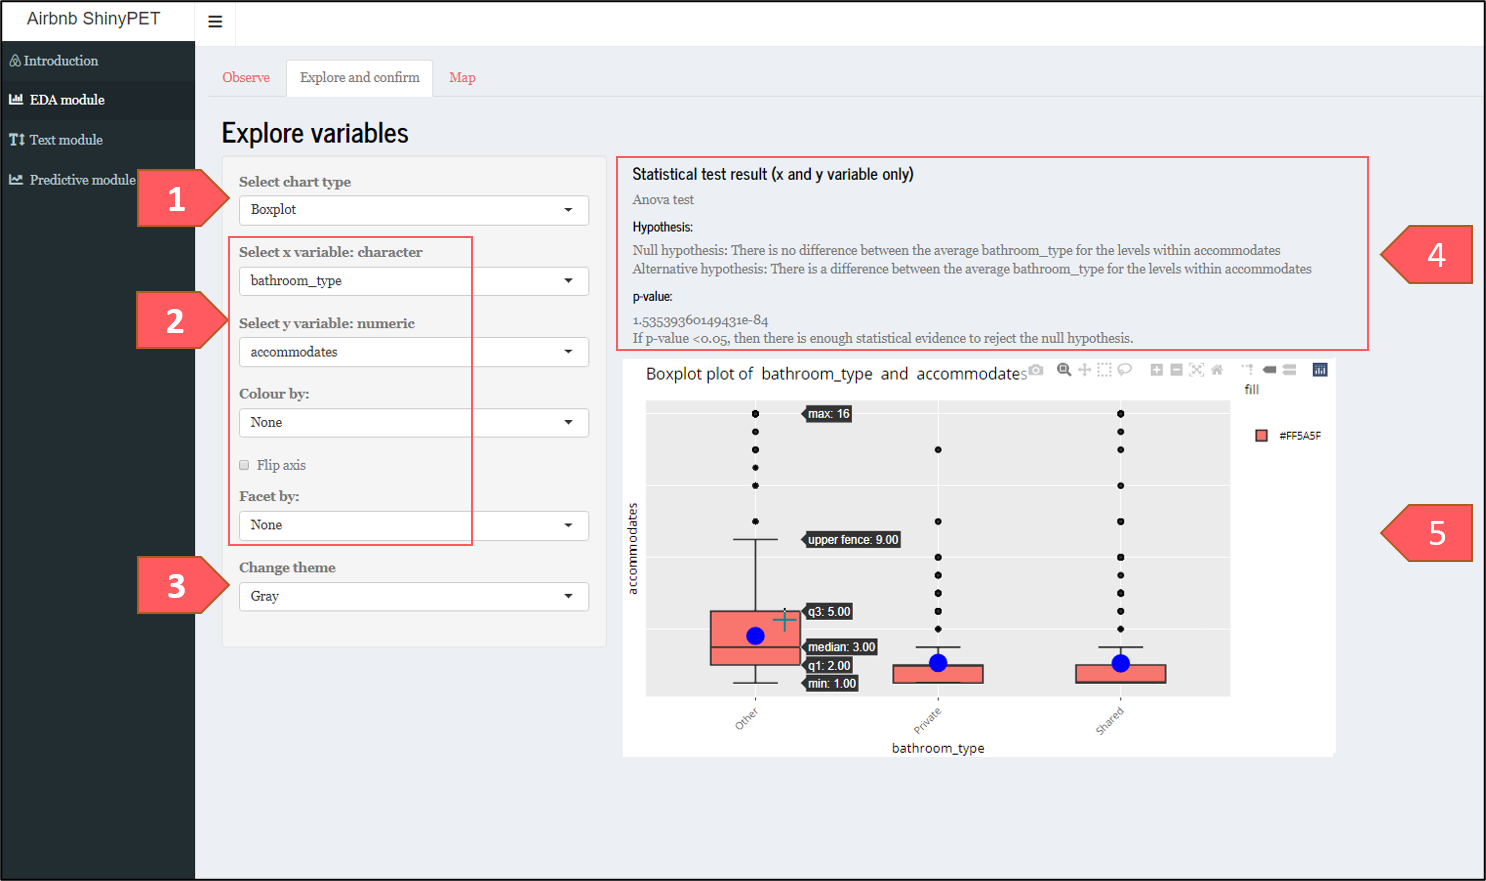 Airbnb ShinyPET
Introduction
EDA module
Text module
Predictive module
Observe
Explore and confirm
Map
Explore variables
1
Select chart type
Boxplot
2
Select x variable: character
bathroom_type
Select y variable: numeric
accommodates
Colour by:
None
Flip axis
Facet by:
None
3
Change theme
Gray
4
Statistical test result (x and y variable only)
Anova test
Hypothesis:
Null hypothesis: There is no difference between the average bathroom_type for the levels within accommodates
Alternative hypothesis: There is a difference between the average bathroom_type for the levels within accommodates
p-value:
1.53539360149431e-84
If p-value <0.05, then there is enough statistical evidence to reject the null hypothesis.
5
Boxplot plot of bathroom_type and accommodates
fill
#FF5A5F
max: 16
upper fence: 9.00
q3: 5.00
median: 3.00
q1: 2.00
min: 1.00
accommodates
Other
Private
Shared
bathroom_type